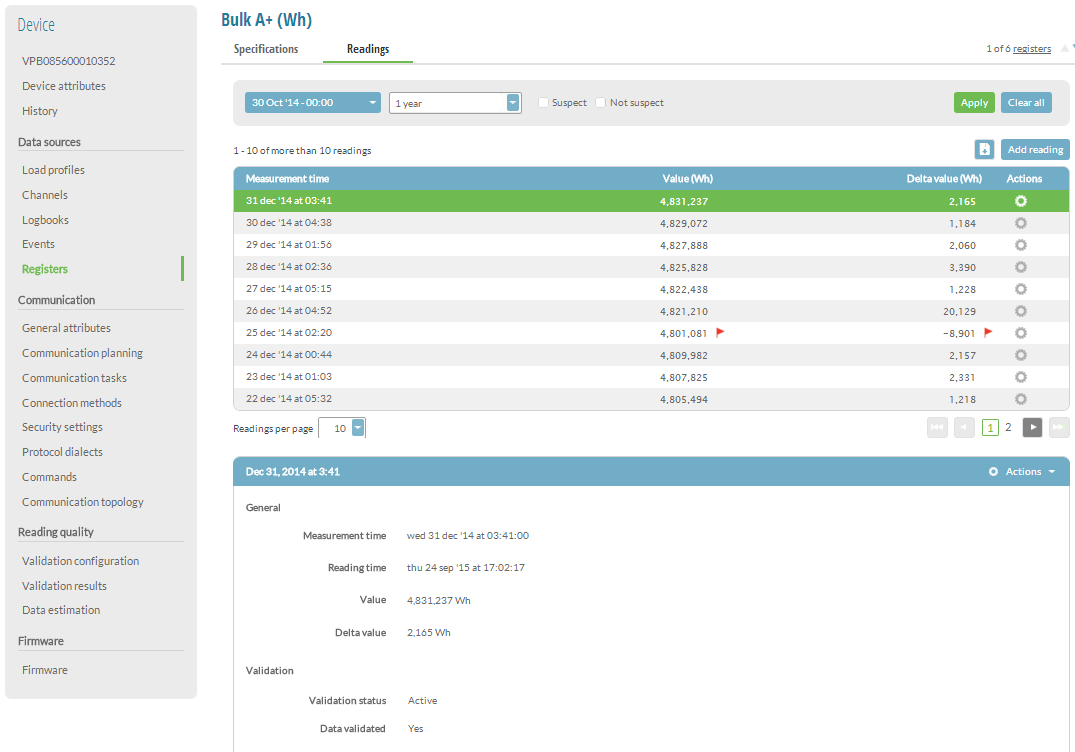 Device
VPB085600010352
Device attributes
History
Data sources
Load profiles
Channels
Logbooks
Events
Registers
Communication
General attributes
Communication planning
Communication tasks
Connection methods
Security settings
Protocol dialects
Commands
Communication topology
Reading quality
Validation configuration
Validation results
Data estimation
Firmware
Firmware
Bulk A+ (Wh)
Specifications Readings 1 of 6 registers
30 Oct '14 - 00:00 1 year Suspect Not suspect Apply Clear all
1 - 10 of more than 10 readings Add reading
Measurement time Value (Wh) Delta value (Wh) Actions
31 dec '14 at 03:41 4,831,237 2,165
30 dec '14 at 04:38 4,829,072 1,184
29 dec '14 at 01:56 4,827,888 2,060
28 dec '14 at 02:36 4,825,828 3,390
27 dec '14 at 05:15 4,822,438 1,228
26 dec '14 at 04:52 4,821,210 20,129
25 dec '14 at 02:20 4,801,081 −8,901
24 dec '14 at 00:44 4,809,982 2,157
23 dec '14 at 01:03 4,807,825 2,331
22 dec '14 at 05:32 4,805,494 1,218
Readings per page 10 1 2
Dec 31, 2014 at 3:41 Actions
General
Measurement time wed 31 dec '14 at 03:41:00
Reading time thu 24 sep '15 at 17:02:17
Value 4,831,237 Wh
Delta value 2,165 Wh
Validation
Validation status Active
Data validated Yes